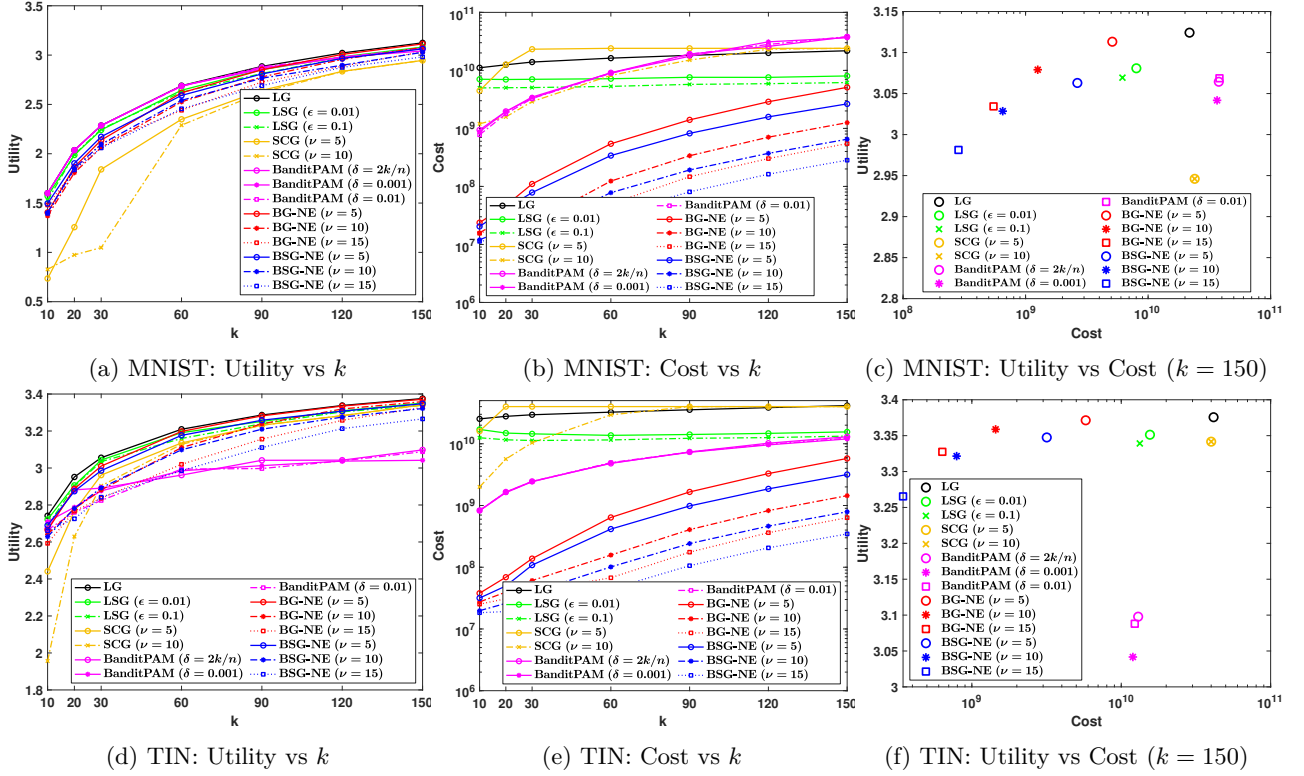 Utility
3.5
3
2.5
2
1.5
1
0.5
10 20 30 60 90 120 150
k
LG
LSG (ϵ = 0.01)
LSG (ϵ = 0.1)
SCG (ν = 5)
SCG (ν = 10)
BanditPAM (δ = 2k/n)
BanditPAM (δ = 0.001)
BanditPAM (δ = 0.01)
BG-NE (ν = 5)
BG-NE (ν = 10)
BG-NE (ν = 15)
BSG-NE (ν = 5)
BSG-NE (ν = 10)
BSG-NE (ν = 15)
(a) MNIST: Utility vs k
Cost
10^11
10^10
10^9
10^8
10^7
10^6
10 20 30 60 90 120 150
k
LG
LSG (ϵ = 0.01)
LSG (ϵ = 0.1)
SCG (ν = 5)
SCG (ν = 10)
BanditPAM (δ = 2k/n)
BanditPAM (δ = 0.001)
BanditPAM (δ = 0.01)
BG-NE (ν = 5)
BG-NE (ν = 10)
BG-NE (ν = 15)
BSG-NE (ν = 5)
BSG-NE (ν = 10)
BSG-NE (ν = 15)
(b) MNIST: Cost vs k
Utility
3.15
3.1
3.05
3
2.95
2.9
2.85
2.8
10^8 10^9 10^10 10^11
Cost
LG
LSG (ϵ = 0.01)
LSG (ϵ = 0.1)
SCG (ν = 5)
SCG (ν = 10)
BanditPAM (δ = 2k/n)
BanditPAM (δ = 0.001)
BanditPAM (δ = 0.01)
BG-NE (ν = 5)
BG-NE (ν = 10)
BG-NE (ν = 15)
BSG-NE (ν = 5)
BSG-NE (ν = 10)
BSG-NE (ν = 15)
(c) MNIST: Utility vs Cost (k = 150)
Utility
3.4
3.2
3
2.8
2.6
2.4
2.2
2
1.8
10 20 30 60 90 120 150
k
LG
LSG (ϵ = 0.01)
LSG (ϵ = 0.1)
SCG (ν = 5)
SCG (ν = 10)
BanditPAM (δ = 2k/n)
BanditPAM (δ = 0.001)
BanditPAM (δ = 0.01)
BG-NE (ν = 5)
BG-NE (ν = 10)
BG-NE (ν = 15)
BSG-NE (ν = 5)
BSG-NE (ν = 10)
BSG-NE (ν = 15)
(d) TIN: Utility vs k
Cost
10^10
10^9
10^8
10^7
10^6
10 20 30 60 90 120 150
k
LG
LSG (ϵ = 0.01)
LSG (ϵ = 0.1)
SCG (ν = 5)
SCG (ν = 10)
BanditPAM (δ = 2k/n)
BanditPAM (δ = 0.001)
BanditPAM (δ = 0.01)
BG-NE (ν = 5)
BG-NE (ν = 10)
BG-NE (ν = 15)
BSG-NE (ν = 5)
BSG-NE (ν = 10)
BSG-NE (ν = 15)
(e) TIN: Cost vs k
Utility
3.4
3.35
3.3
3.25
3.2
3.15
3.1
3.05
3
10^9 10^10 10^11
Cost
LG
LSG (ϵ = 0.01)
LSG (ϵ = 0.1)
SCG (ν = 5)
SCG (ν = 10)
BanditPAM (δ = 2k/n)
BanditPAM (δ = 0.001)
BanditPAM (δ = 0.01)
BG-NE (ν = 5)
BG-NE (ν = 10)
BG-NE (ν = 15)
BSG-NE (ν = 5)
BSG-NE (ν = 10)
BSG-NE (ν = 15)
(f) TIN: Utility vs Cost (k = 150)